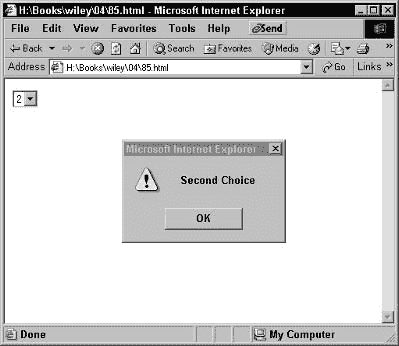 H:\Books\wiley\04\85.html - Microsoft Internet Explorer
File Edit View Favorites Tools Help Send
Back Search Favorites Media
Address H:\Books\wiley\04\85.html Go Links
2
Microsoft Internet Explorer
Second Choice
OK
Done My Computer